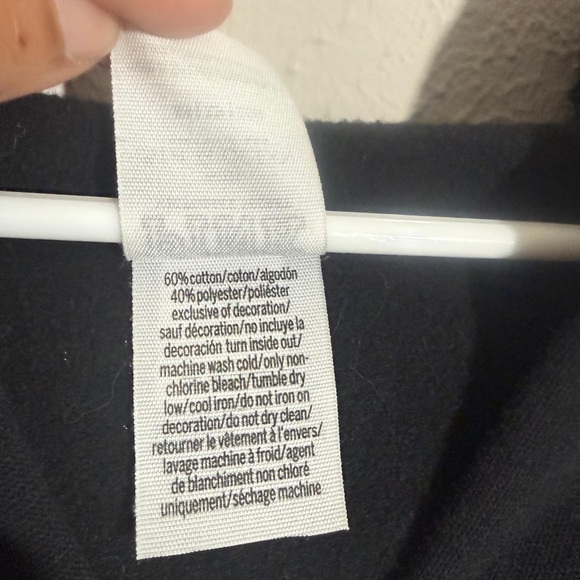 60% cotton/coton/algodón
40% polyester/poliéster
exclusive of decoration/
sauf décoration/no incluye la
decoración turn inside out/
machine wash cold/only non-
chlorine bleach/tumble dry
low/cool iron/do not iron on
decoration/do not dry clean/
retourner le vêtement à l'envers/
lavage machine à froid/agent
de blanchiment non chloré
uniquement/séchage machine